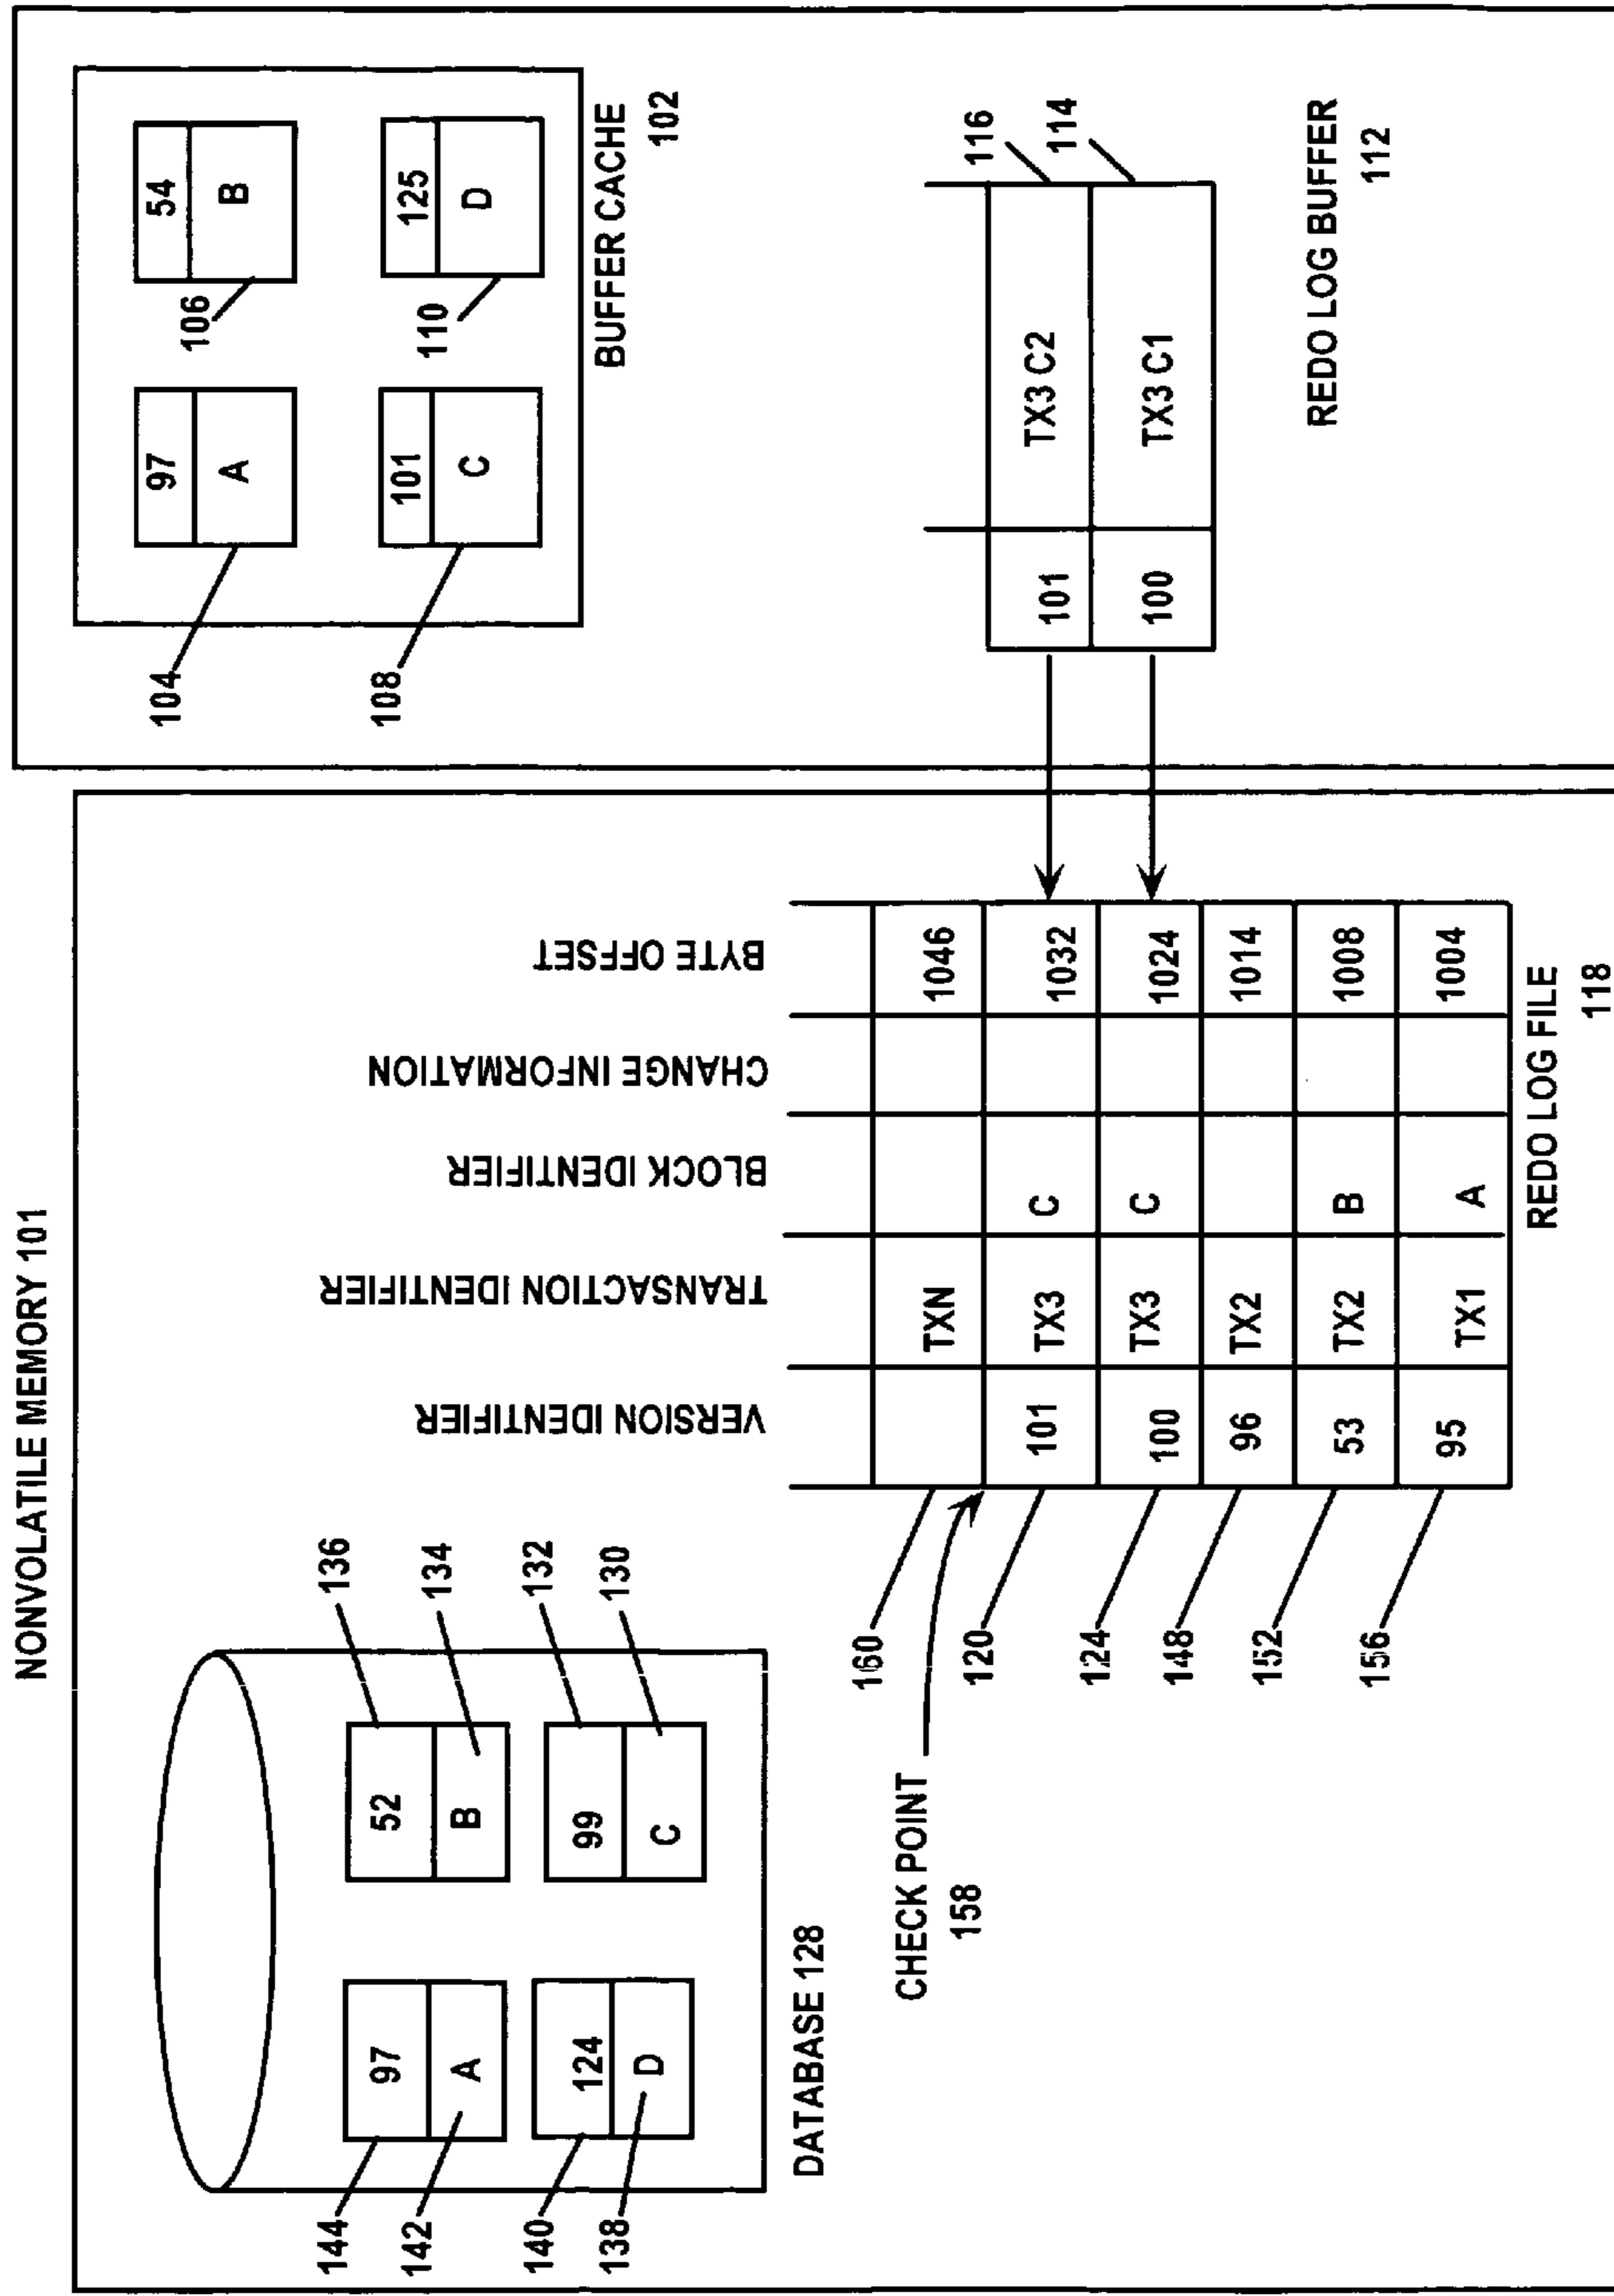 NONVOLATILE MEMORY 101
144
97
A
142
52
B
136
134
140
124
D
138
99
C
132
130
DATABASE 128
CHECK POINT
158
VERSION IDENTIFIER
TRANSACTION IDENTIFIER
BLOCK IDENTIFIER
CHANGE INFORMATION
BYTE OFFSET
160 TXN 1046
120 101 TX3 C 1032
124 100 TX3 C 1024
148 96 TX2 1014
152 53 TX2 B 1008
156 95 TX1 A 1004
REDO LOG FILE
118
104
97
A
106
54
B
108
101
C
110
125
D
BUFFER CACHE
102
101 TX3 C2 116
100 TX3 C1 114
REDO LOG BUFFER
112